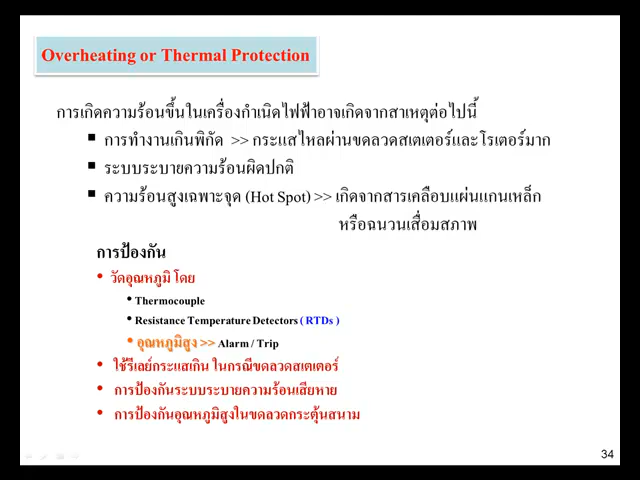 Overheating or Thermal Protection
การเกิดความร้อนขึ้นในเครื่องกำเนิดไฟฟ้าอาจเกิดจากสาเหตุต่อไปนี้
▪ การทำงานเกินพิกัด >> กระแสไหลผ่านขดลวดสเตเตอร์และโรเตอร์มาก
▪ ระบบระบายความร้อนผิดปกติ
▪ ความร้อนสูงเฉพาะจุด (Hot Spot) >> เกิดจากสารเคลือบแผ่นแกนเหล็ก
หรือฉนวนเสื่อมสภาพ
การป้องกัน
• วัดอุณหภูมิ โดย
• Thermocouple
• Resistance Temperature Detectors ( RTDs )
• อุณหภูมิสูง >> Alarm / Trip
• ใช้รีเลย์กระแสเกิน ในกรณีขดลวดสเตเตอร์
• การป้องกันระบบระบายความร้อนเสียหาย
• การป้องกันอุณหภูมิสูงในขดลวดกระตุ้นสนาม
34